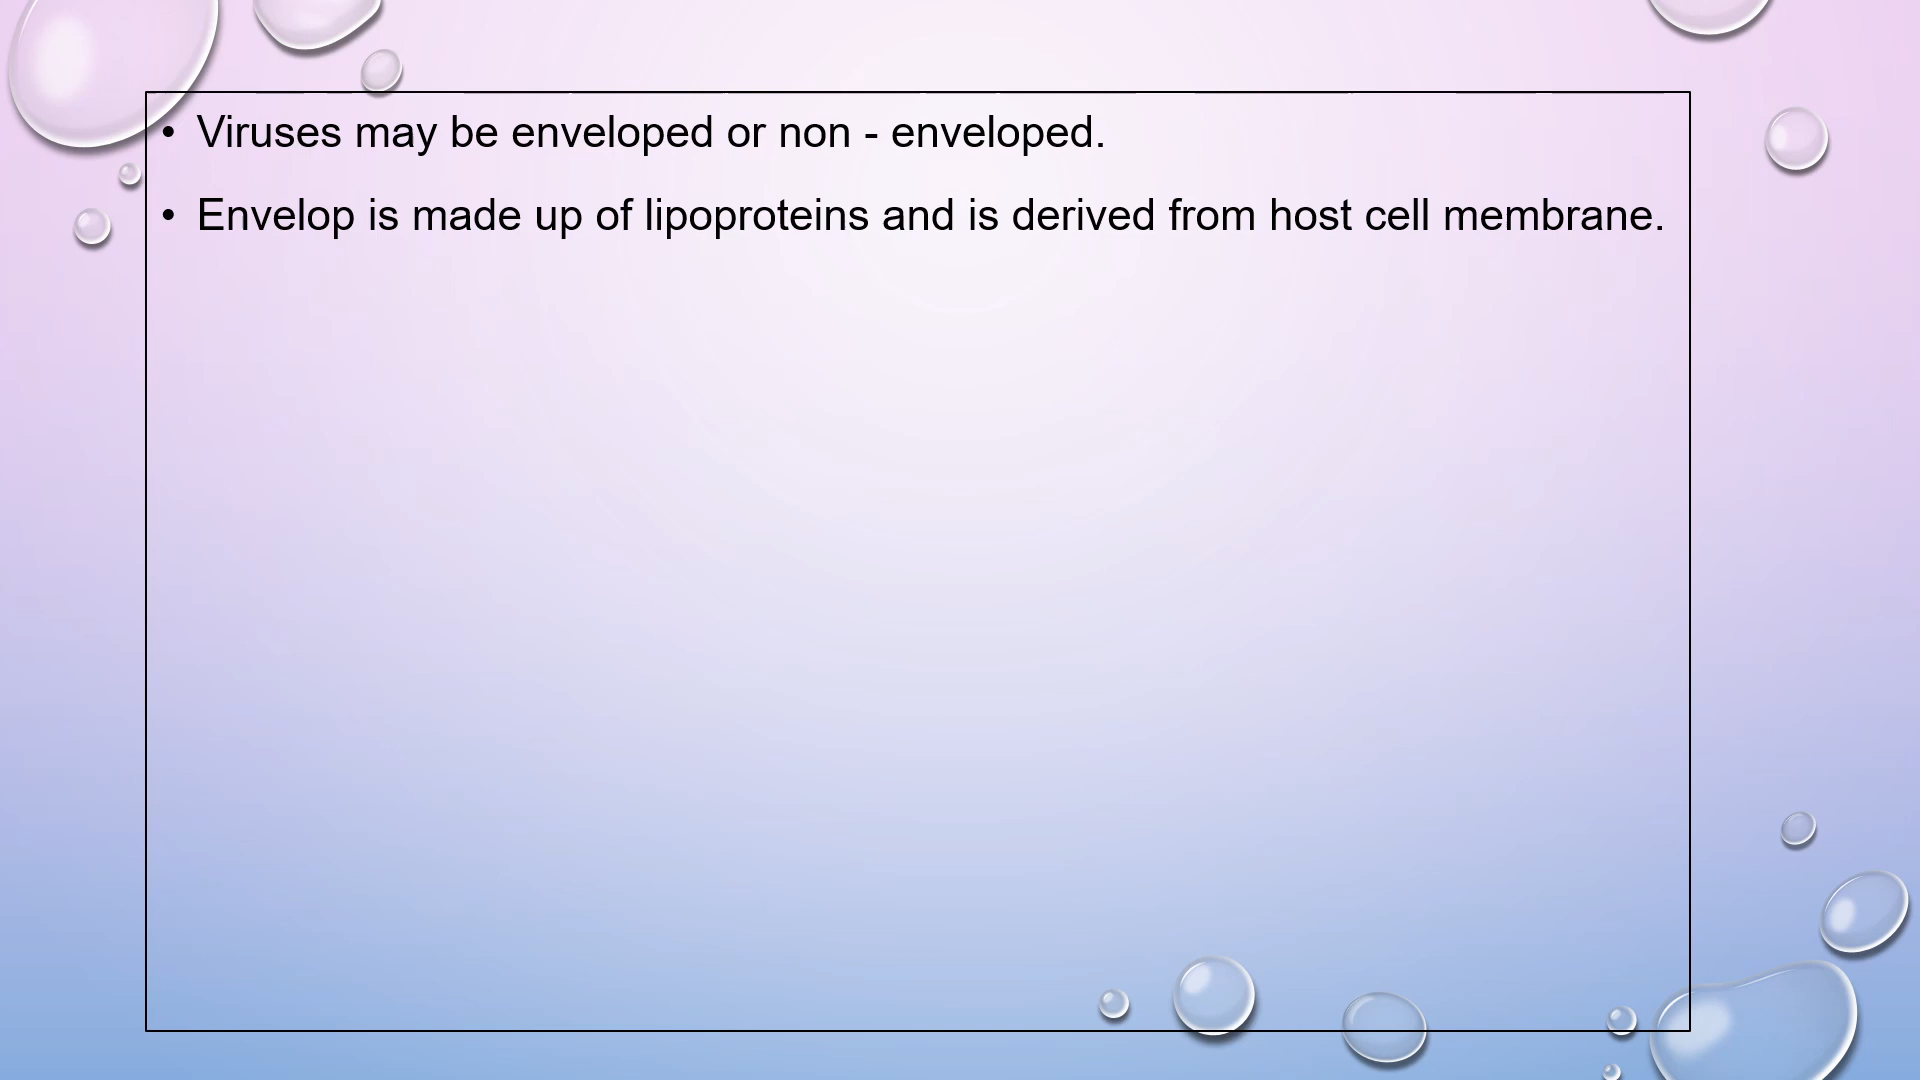 • Viruses may be enveloped or non - enveloped.
• Envelop is made up of lipoproteins and is derived from host cell membrane.